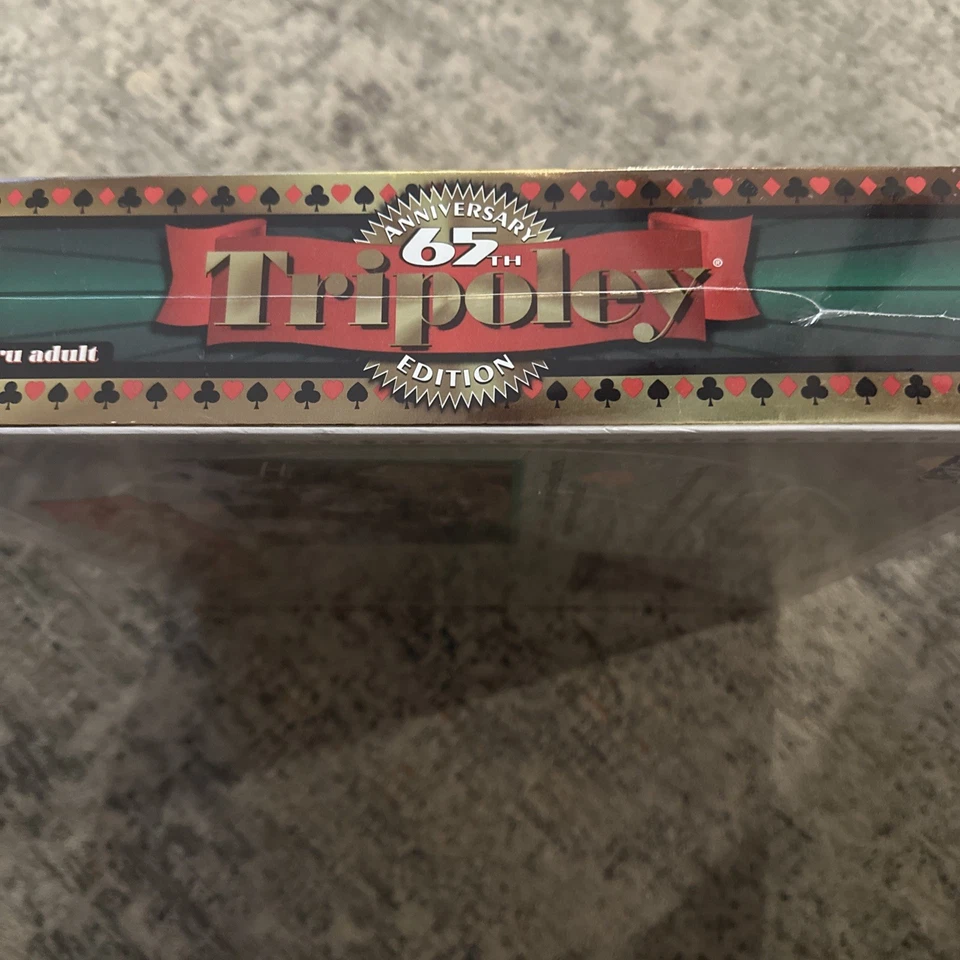 ANNIVERSARY
65TH
Tripoley®
EDITION
ru adult